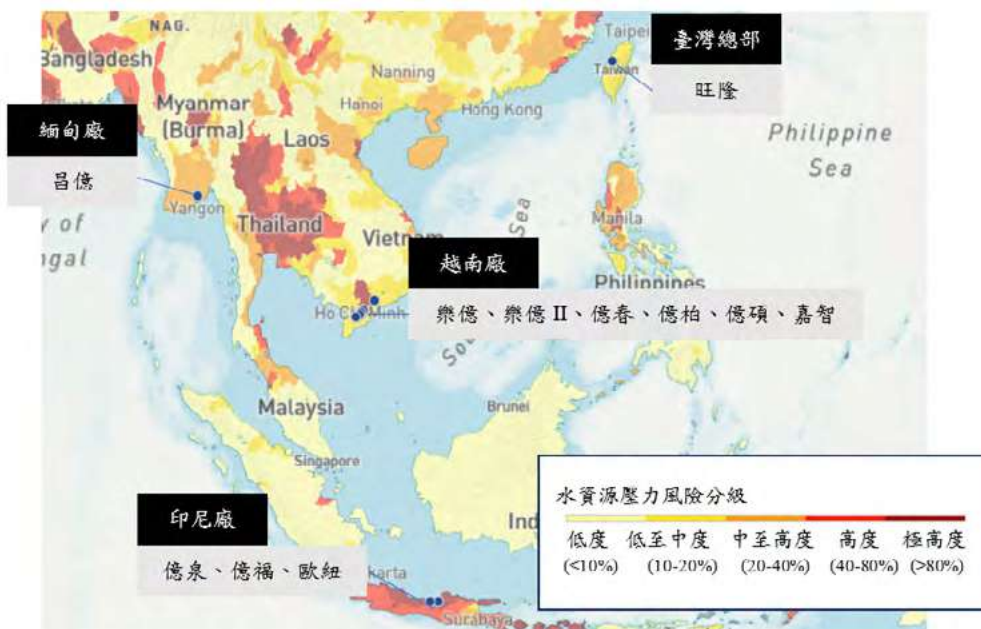 NAG.
Bangladesh
Myanmar
(Burma)
Nanning
Hanoi
Laos
Hong Kong
Taipei
Taiwan
臺灣總部
旺隆
Philippine
Sea
緬甸廠
昌億
Yangon
Thailand
Vietnam
Manila
Philippines
Sea
越南廠
樂億、樂億 II、億春、億柏、億碩、嘉智
Malaysia
Brunei
Singapore
印尼廠
億泉、億福、歐紐
Surabaya
水資源壓力風險分級
低度 低至中度 中至高度 高度 極高度
(<10%) (10-20%) (20-40%) (40-80%) (>80%)